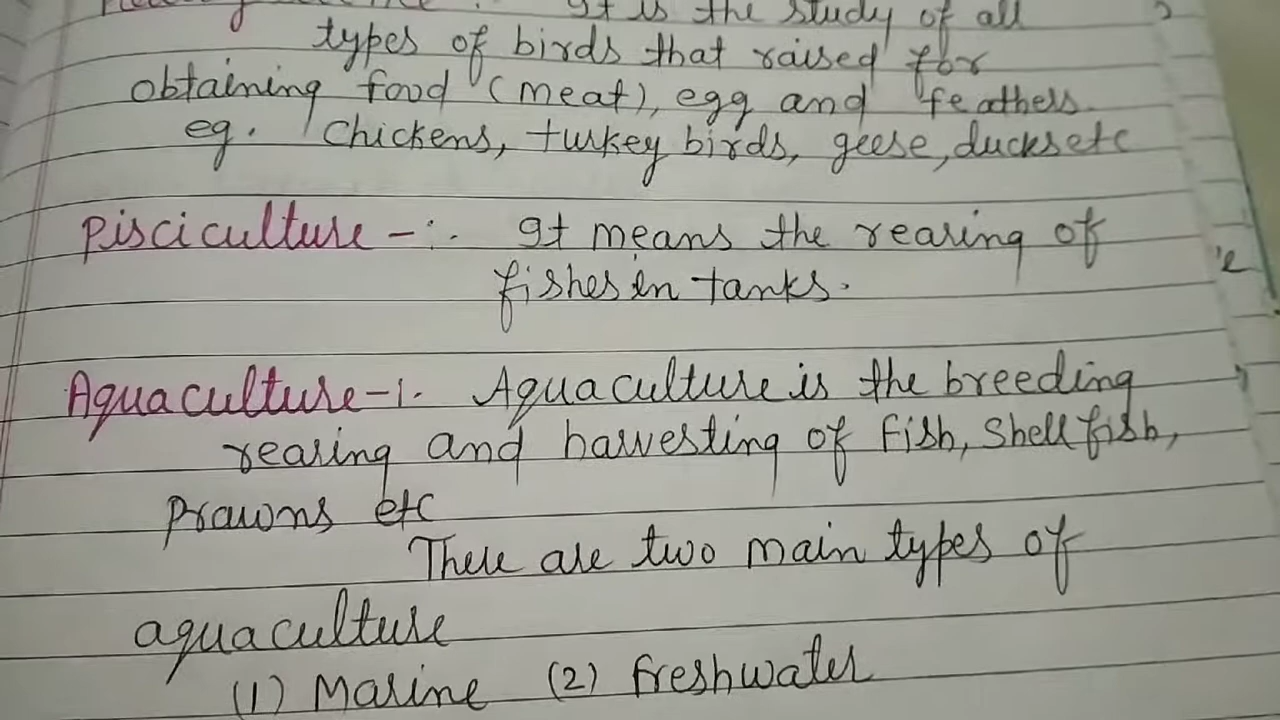 It is the study of all
types of birds that raised for
obtaining food (meat), egg and feathers.
eg. Chickens, turkey birds, geese, ducks etc
Pisciculture -:. It means the rearing of
fishes in tanks.
Aquaculture -1. Aquaculture is the breeding
rearing and harvesting of fish, shell fish,
Prawns etc
There are two main types of
aquaculture
(1) Marine (2) freshwater